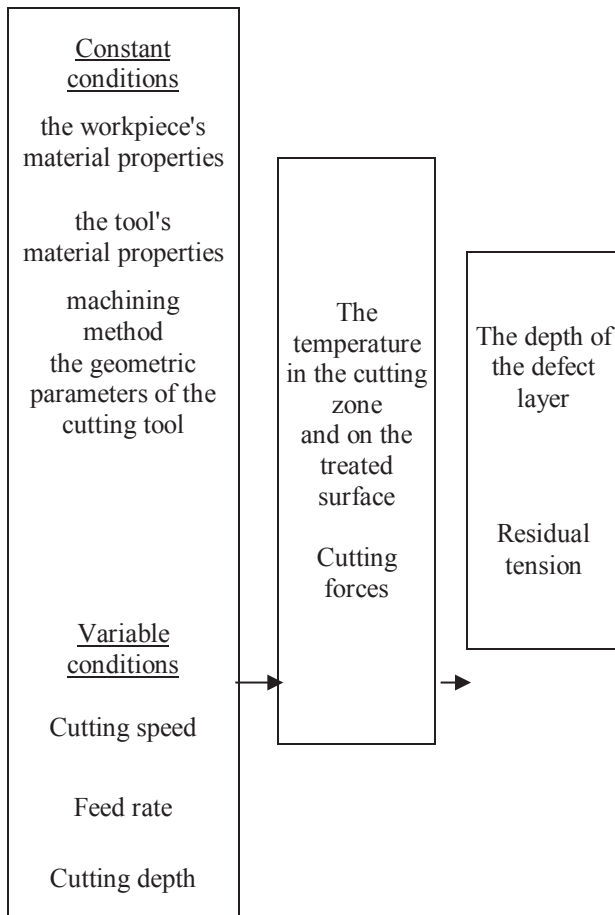 Constant
conditions
the workpiece's
material properties
the tool's
material properties
machining
method
the geometric
parameters of the
cutting tool
Variable
conditions
Cutting speed
Feed rate
Cutting depth
The
temperature
in the cutting
zone
and on the
treated
surface
Cutting
forces
The depth of
the defect
layer
Residual
tension